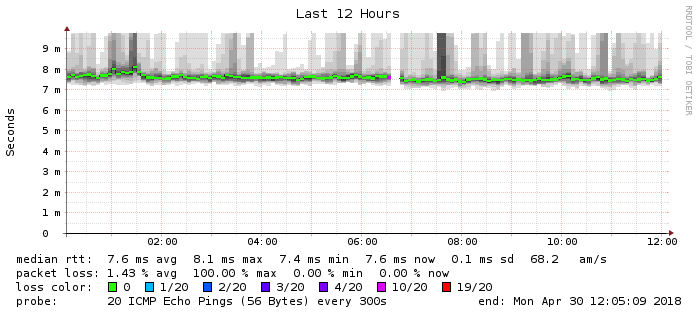 Last 12 Hours
RRDTOOL / TOBI OETIKER
Seconds
9 m
8 m
7 m
6 m
5 m
4 m
3 m
2 m
1 m
0
02:00 04:00 06:00 08:00 10:00 12:00
median rtt: 7.6 ms avg 8.1 ms max 7.4 ms min 7.6 ms now 0.1 ms sd 68.2 am/s
packet loss: 1.43 % avg 100.00 % max 0.00 % min 0.00 % now
loss color: 0 1/20 2/20 3/20 4/20 10/20 19/20
probe: 20 ICMP Echo Pings (56 Bytes) every 300s end: Mon Apr 30 12:05:09 2018